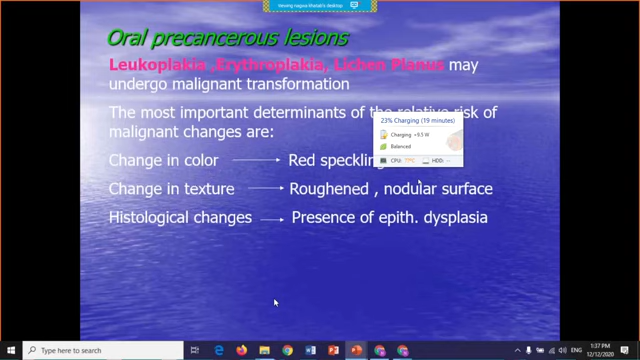 Viewing nagwa khattab's desktop
Oral precancerous lesions
Leukoplakia ,Erythroplakia, Lichen Planus may
undergo malignant transformation
The most important determinants of the relative risk of
malignant changes are:
Change in color Red speckling
Change in texture Roughened , nodular surface
Histological changes Presence of epith. dysplasia
23% Charging (19 minutes)
Charging +9.5 W
Balanced
CPU: HDD: --
Type here to search
ENG
1:37 PM
12/12/2020